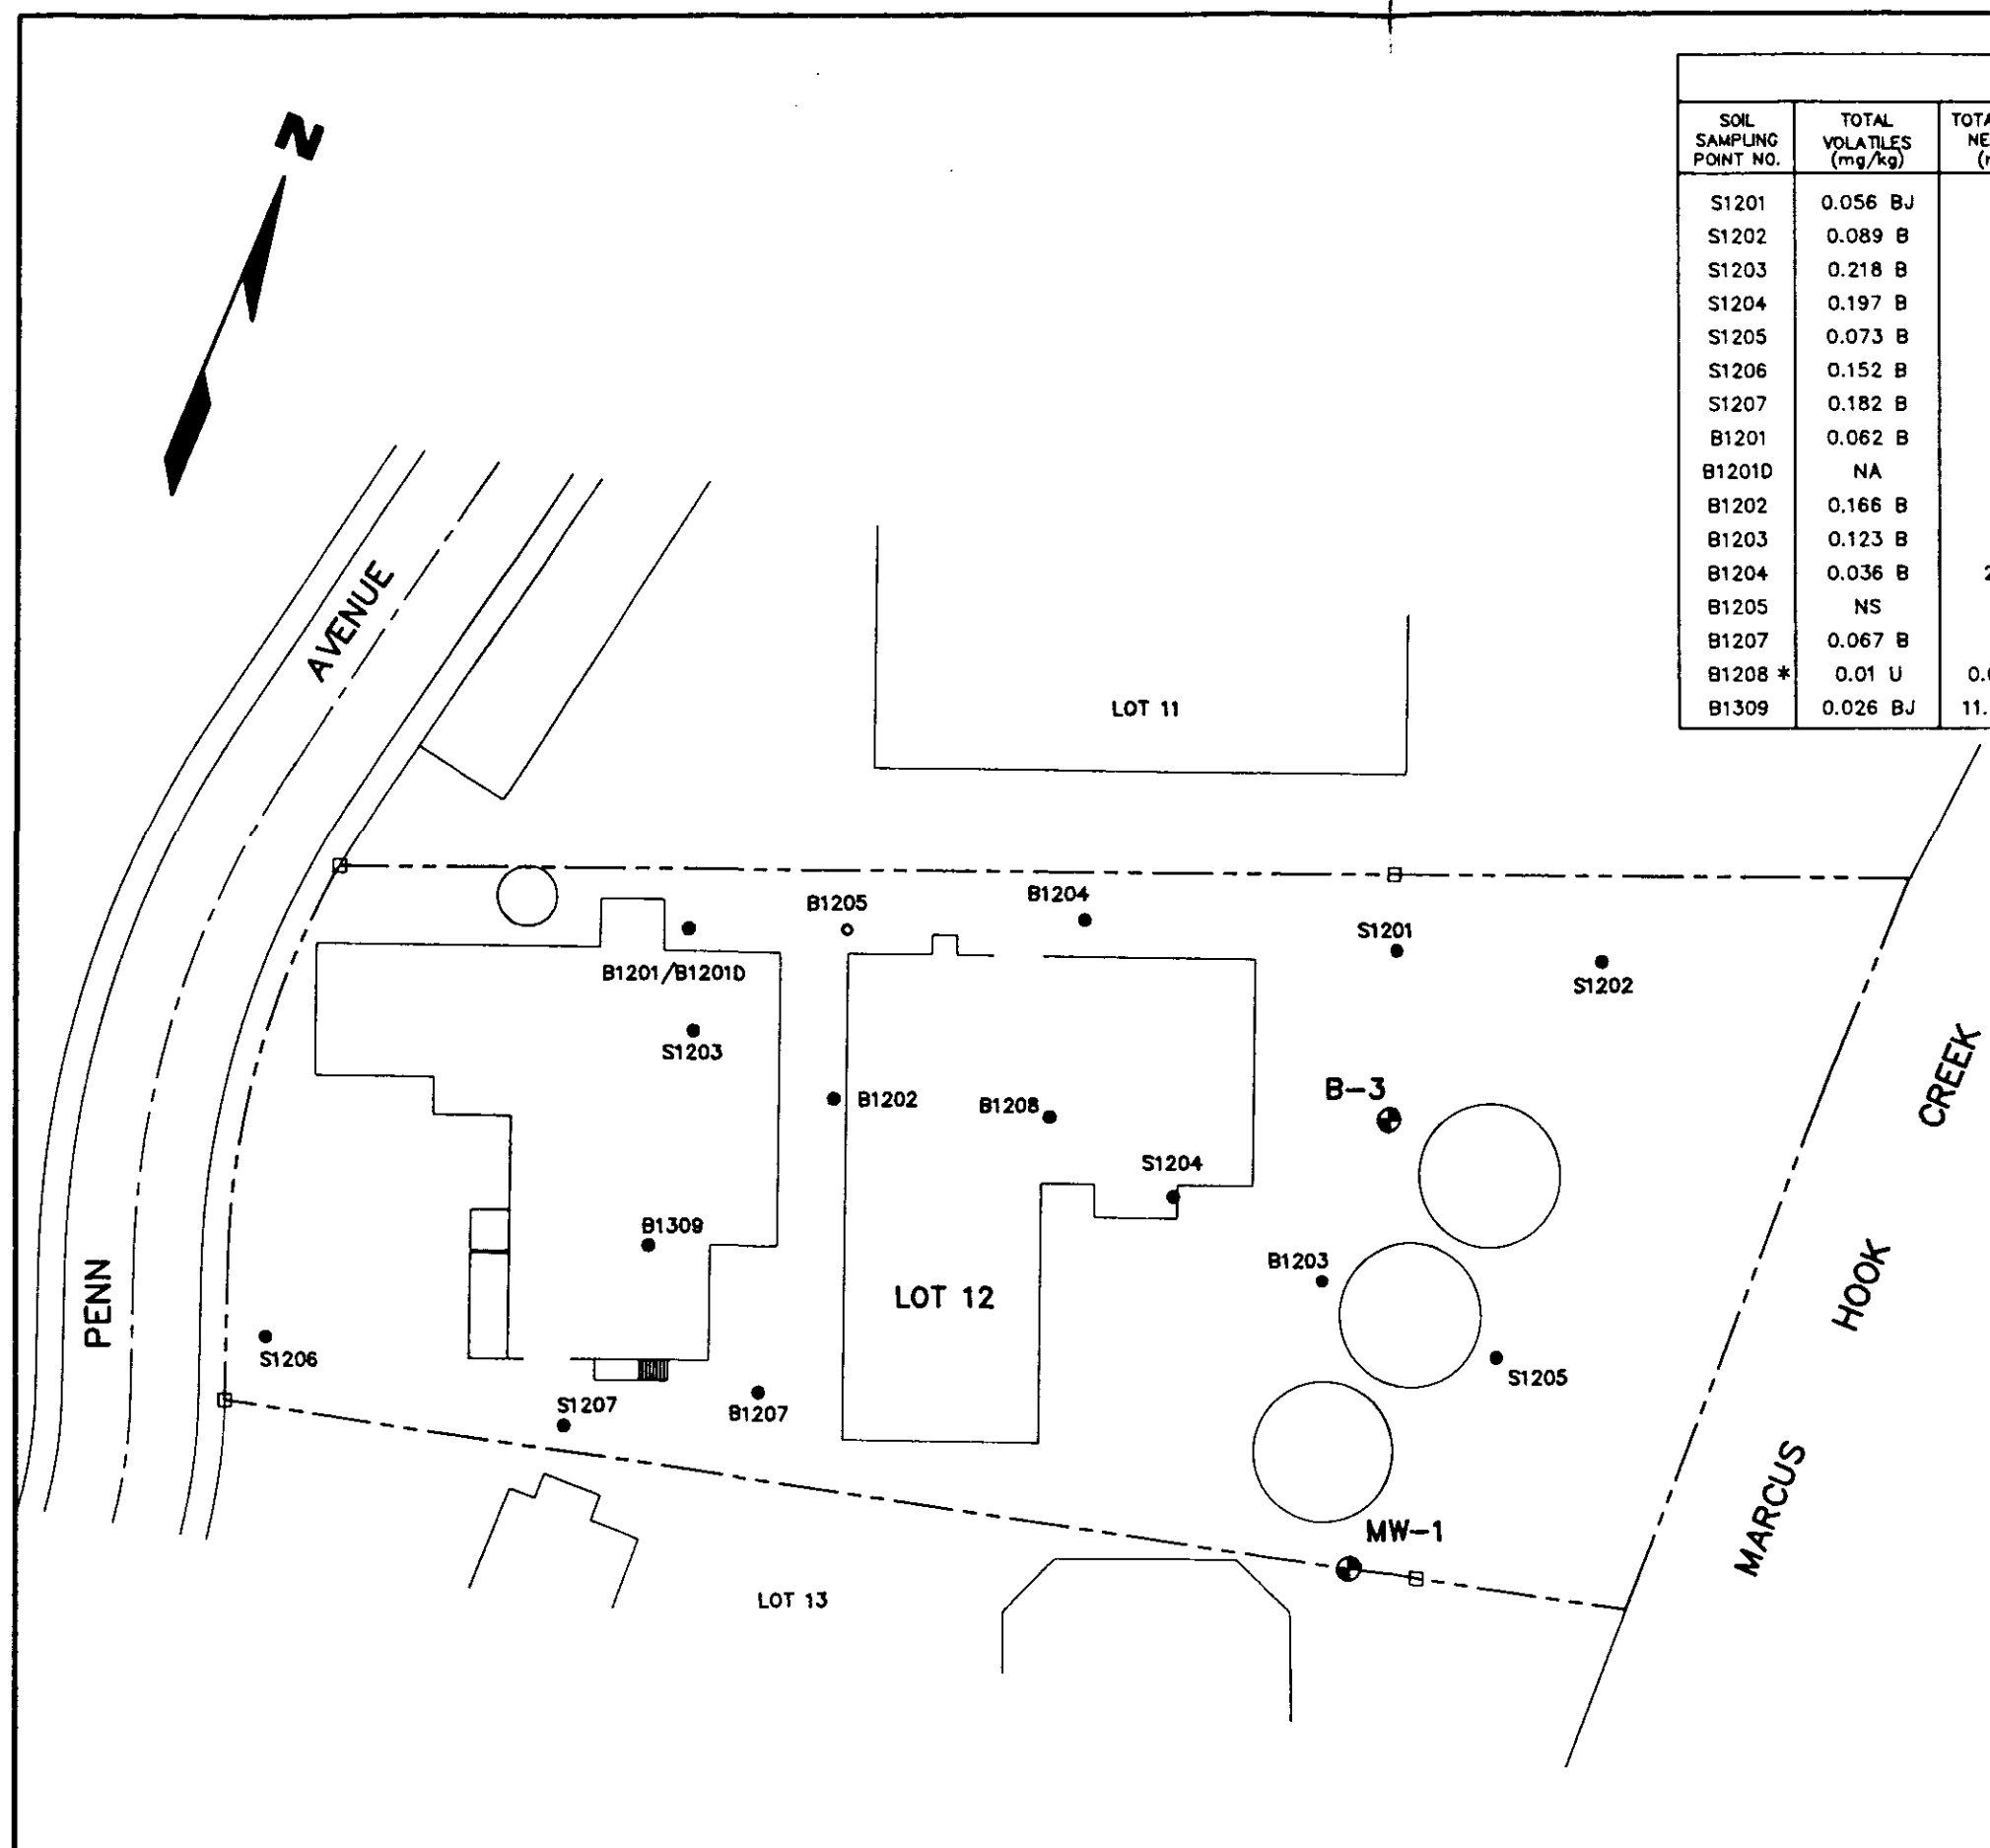 N
SOIL SAMPLING POINT NO.
TOTAL VOLATILES (mg/kg)
S1201 0.056 BJ
S1202 0.089 B
S1203 0.218 B
S1204 0.197 B
S1205 0.073 B
S1206 0.152 B
S1207 0.182 B
B1201 0.062 B
B1201D NA
B1202 0.166 B
B1203 0.123 B
B1204 0.036 B 2
B1205 NS
B1207 0.067 B
B1208 * 0.01 U
B1309 0.026 BJ 11.
PENN AVENUE
LOT 11
B1205
B1204
S1201
S1202
B1201/B1201D
S1203
B1202
B1208
B-3
S1204
B1309
B1203
LOT 12
S1206
S1205
S1207
B1207
MW-1
LOT 13
MARCUS HOOK CREEK